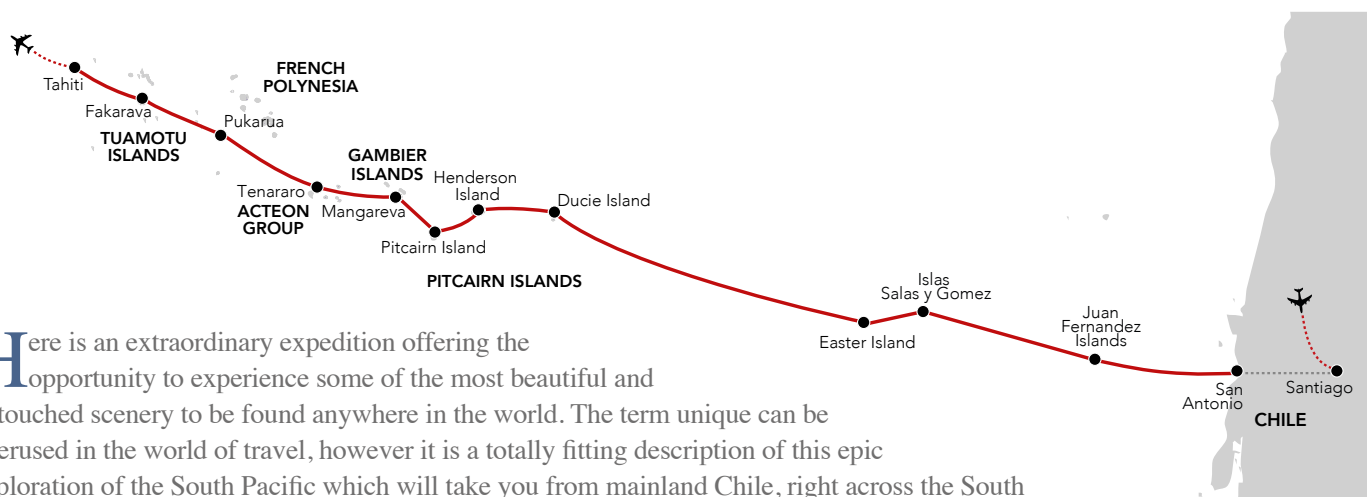 FRENCH
POLYNESIA
Tahiti
Fakarava
Pukarua
TUAMOTU
ISLANDS
GAMBIER
ISLANDS
Henderson
Island
Tenararo
Mangareva
Ducie Island
ACTEON
GROUP
Pitcairn Island
PITCAIRN ISLANDS
Islas
Salas y Gomez
Easter Island
Juan
Fernandez
Islands
San
Antonio
Santiago
CHILE
Here is an extraordinary expedition offering the
opportunity to experience some of the most beautiful and
touched scenery to be found anywhere in the world. The term unique can be
erused in the world of travel, however it is a totally fitting description of this epic
ploration of the South Pacific which will take you from mainland Chile, right across the South